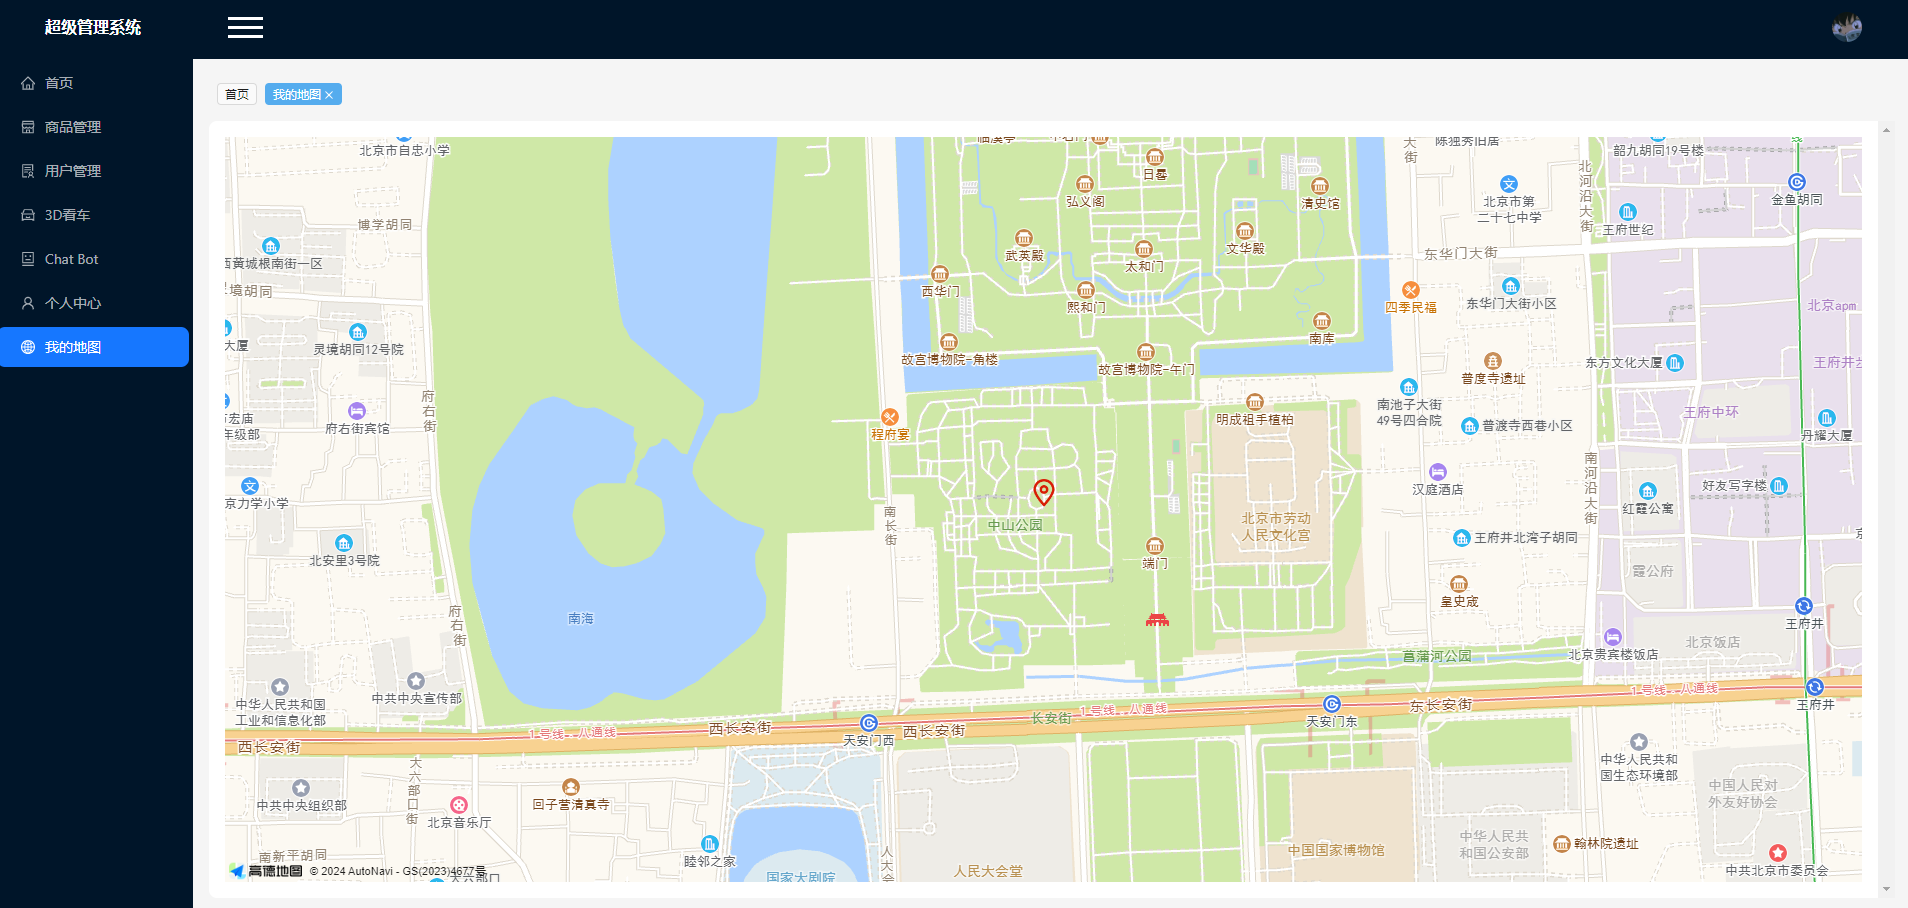 超级管理系统
首页
商品管理
用户管理
3D看车
Chat Bot
个人中心
我的地图
首页
我的地图
北京市自忠小学
日晷
弘义阁
清史馆
大街
陈独秀旧居
北京市第
二十七中学
韶九胡同19号楼
北河沿大街
金鱼胡同
王府世纪
博学胡同
武英殿
太和门
文华殿
东华门大街
西黄城根南街一区
灵境胡同
西华门
熙和门
四季民福
东华门大街小区
北京apm
大厦
灵境胡同12号院
南库
故宫博物院-角楼
故宫博物院-午门
普度寺遗址
东方文化大厦
府右街
府右街宾馆
程府宴
明成祖手植柏
南池子大街
49号四合院
普渡寺西巷小区
王府中环
丹耀大厦
汉庭酒店
南河沿大街
好友写字楼
红霞公寓
京力学小学
南长街
中山公园
北京市劳动
人民文化宫
王府井北湾子胡同
北安里3号院
端门
霞公府
皇史宬
府右街
南海
王府井
北京饭店
菖蒲河公园
北京贵宾楼饭店
中共中央宣传部
中华人民共和国
工业和信息化部
1号线…八通线
王府井
东长安街
1号线…八通线
长安街
天安门东
西长安街
西长安街
1号线…八通线
天安门西
西长安街
大六部口街
中华人民共和
国生态环境部
中共中央组织部
回子营清真寺
北京音乐厅
中国人民对
外友好协会
中华人民共
和国公安部
翰林院遗址
南新平胡同
睦邻之家
人大会
中国国家博物馆
人民大会堂
国家大剧院
中共北京市委员会
高德地图 © 2024 AutoNavi - GS(2023)4677号